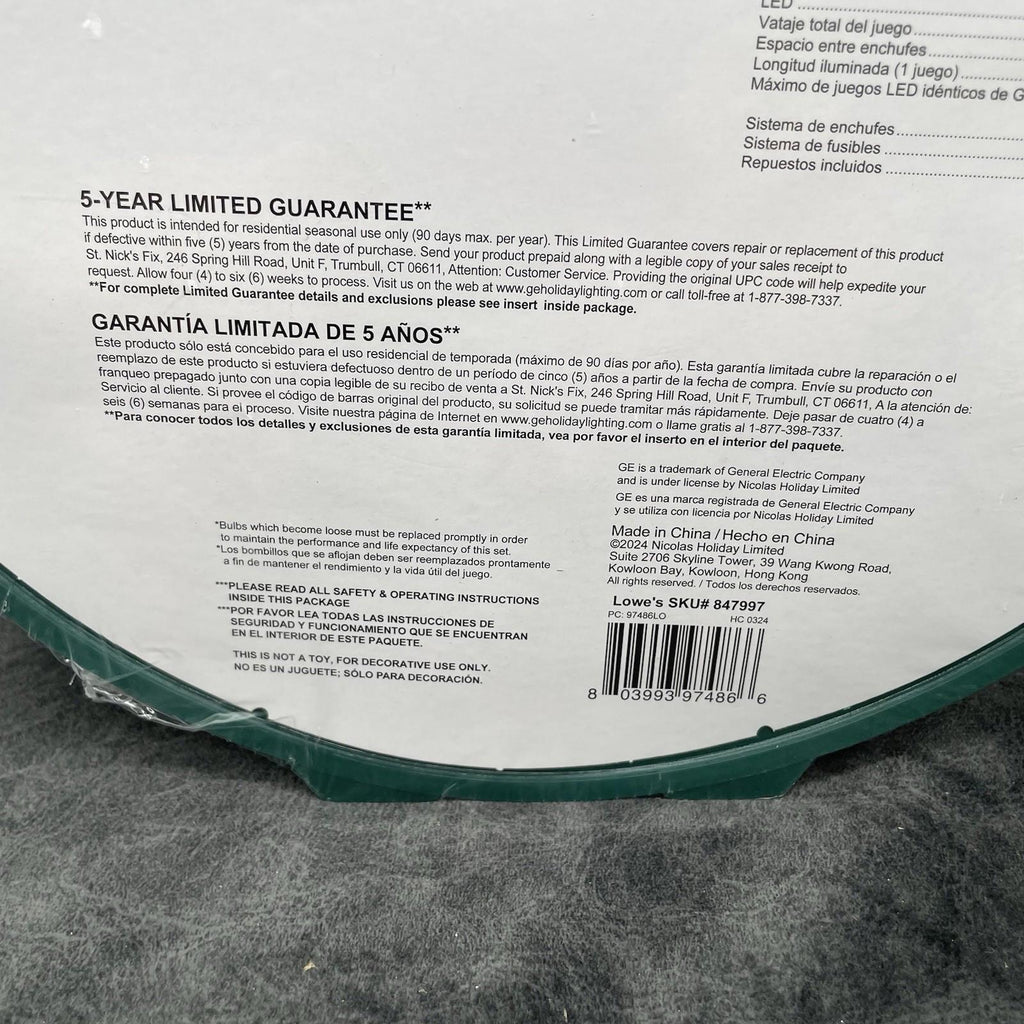 LED
Vataje total del juego
Espacio entre enchufes
Longitud iluminada (1 juego)
Máximo de juegos LED idénticos de G
Sistema de enchufes
Sistema de fusibles
Repuestos incluidos
5-YEAR LIMITED GUARANTEE**
This product is intended for residential seasonal use only (90 days max. per year). This Limited Guarantee covers repair or replacement of this product
if defective within five (5) years from the date of purchase. Send your product prepaid along with a legible copy of your sales receipt to
St. Nick's Fix, 246 Spring Hill Road, Unit F, Trumbull, CT 06611, Attention: Customer Service. Providing the original UPC code will help expedite your
request. Allow four (4) to six (6) weeks to process. Visit us on the web at www.geholidaylighting.com or call toll-free at 1-877-398-7337.
**For complete Limited Guarantee details and exclusions please see insert inside package.
GARANTÍA LIMITADA DE 5 AÑOS**
Este producto sólo está concebido para el uso residencial de temporada (máximo de 90 días por año). Esta garantía limitada cubre la reparación o el
reemplazo de este producto si estuviera defectuoso dentro de un período de cinco (5) años a partir de la fecha de compra. Envíe su producto con
franqueo prepagado junto con una copia legible de su recibo de venta a St. Nick's Fix, 246 Spring Hill Road, Unit F, Trumbull, CT 06611, A la atención de:
Servicio al cliente. Si provee el código de barras original del producto, su solicitud se puede tramitar más rápidamente. Deje pasar de cuatro (4) a
seis (6) semanas para el proceso. Visite nuestra página de Internet en www.geholidaylighting.com o llame gratis al 1-877-398-7337.
**Para conocer todos los detalles y exclusiones de esta garantía limitada, vea por favor el inserto en el interior del paquete.
GE is a trademark of General Electric Company
and is under license by Nicolas Holiday Limited
GE es una marca registrada de General Electric Company
y se utiliza con licencia por Nicolas Holiday Limited
Made in China / Hecho en China
©2024 Nicolas Holiday Limited
Suite 2706 Skyline Tower, 39 Wang Kwong Road,
Kowloon Bay, Kowloon, Hong Kong
All rights reserved. / Todos los derechos reservados.
Lowe's SKU# 847997
PC: 97486LO HC 0324
8 03993 97486 6
*Bulbs which become loose must be replaced promptly in order
to maintain the performance and life expectancy of this set.
*Los bombillos que se aflojan deben ser reemplazados prontamente
a fin de mantener el rendimiento y la vida útil del juego.
***PLEASE READ ALL SAFETY & OPERATING INSTRUCTIONS
INSIDE THIS PACKAGE
***POR FAVOR LEA TODAS LAS INSTRUCCIONES DE
SEGURIDAD Y FUNCIONAMIENTO QUE SE ENCUENTRAN
EN EL INTERIOR DE ESTE PAQUETE.
THIS IS NOT A TOY, FOR DECORATIVE USE ONLY.
NO ES UN JUGUETE; SÓLO PARA DECORACIÓN.